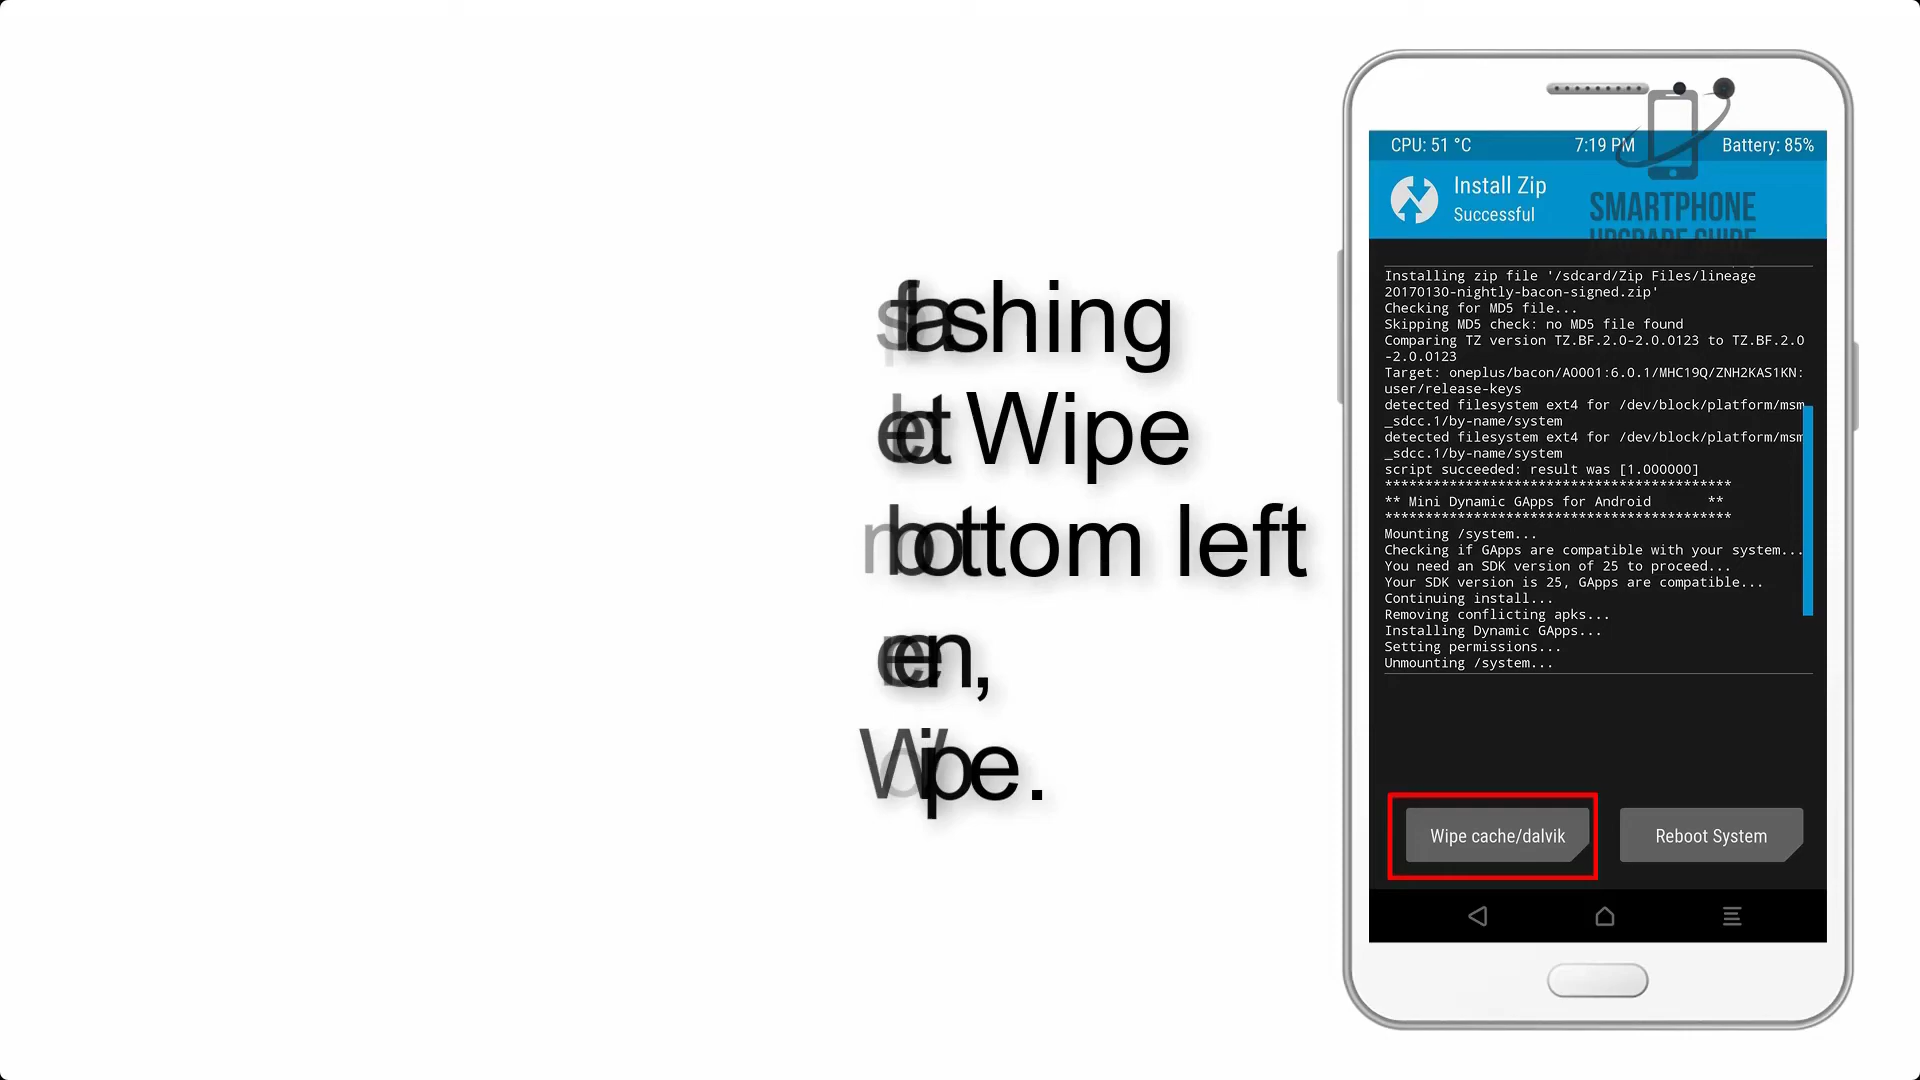 flashing
Wipe
bottom left
Wipe.
CPU: 51 °C
7:19 PM
Battery: 85%
Install Zip
Successful
SMARTPHONE
UPGRADE GUIDE
Installing zip file '/sdcard/Zip Files/lineage
20170130-nightly-bacon-signed.zip'
Checking for MD5 file...
Skipping MD5 check: no MD5 file found
Comparing TZ version TZ.BF.2.0-2.0.0123 to TZ.BF.2.0
-2.0.0123
Target: oneplus/bacon/A0001:6.0.1/MHC19Q/ZNH2KAS1KN:
user/release-keys
detected filesystem ext4 for /dev/block/platform/msm
_sdcc.1/by-name/system
detected filesystem ext4 for /dev/block/platform/msm
_sdcc.1/by-name/system
script succeeded: result was [1.000000]
*******************************************
** Mini Dynamic GApps for Android **
*******************************************
Mounting /system...
Checking if GApps are compatible with your system...
You need an SDK version of 25 to proceed...
Your SDK version is 25, GApps are compatible...
Continuing install...
Removing conflicting apks...
Installing Dynamic GApps...
Setting permissions...
Unmounting /system...
Wipe cache/dalvik
Reboot System